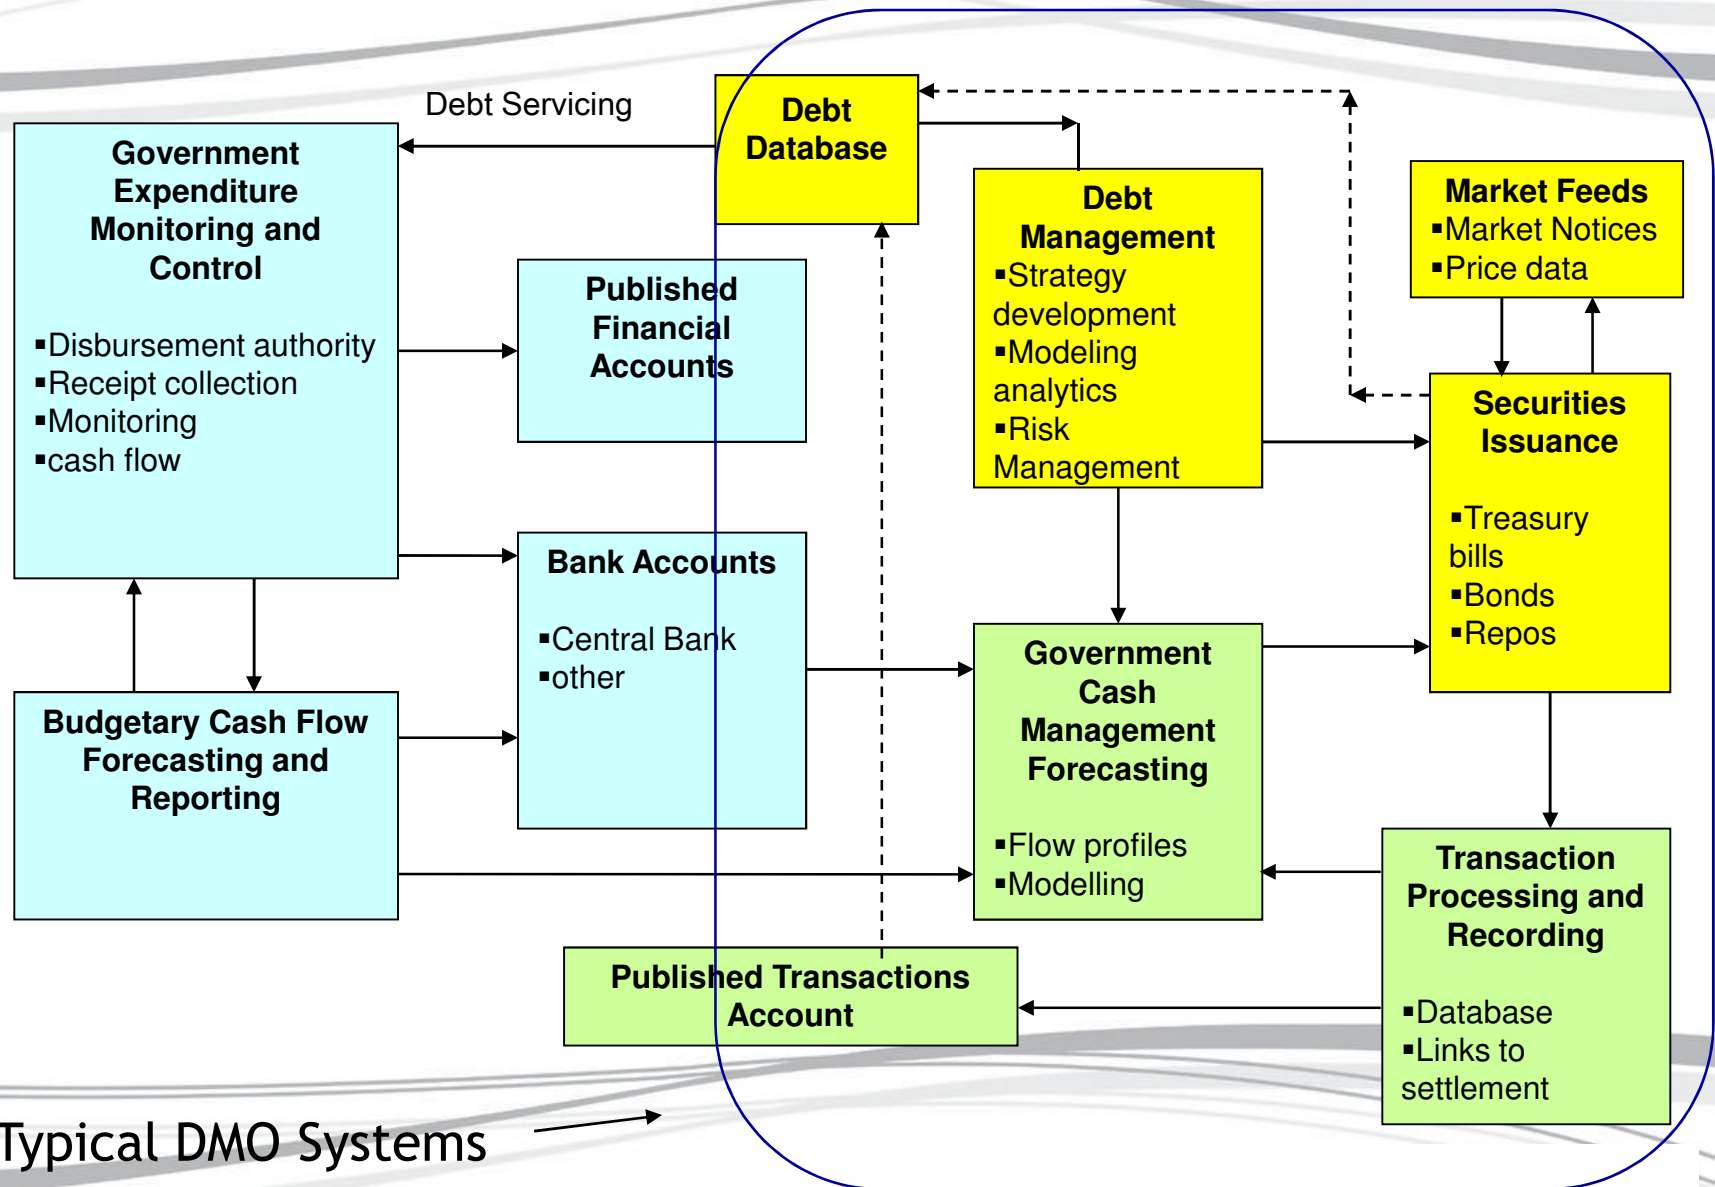 Debt Servicing
Debt
Database
Government
Expenditure
Monitoring and
Control
▪Disbursement authority
▪Receipt collection
▪Monitoring
▪cash flow
Published
Financial
Accounts
Debt
Management
▪Strategy
development
▪Modeling
analytics
▪Risk
Management
Market Feeds
▪Market Notices
▪Price data
Securities
Issuance
▪Treasury
bills
▪Bonds
▪Repos
Bank Accounts
▪Central Bank
▪other
Budgetary Cash Flow
Forecasting and
Reporting
Government
Cash
Management
Forecasting
▪Flow profiles
▪Modelling
Transaction
Processing and
Recording
▪Database
▪Links to
settlement
Published Transactions
Account
Typical DMO Systems